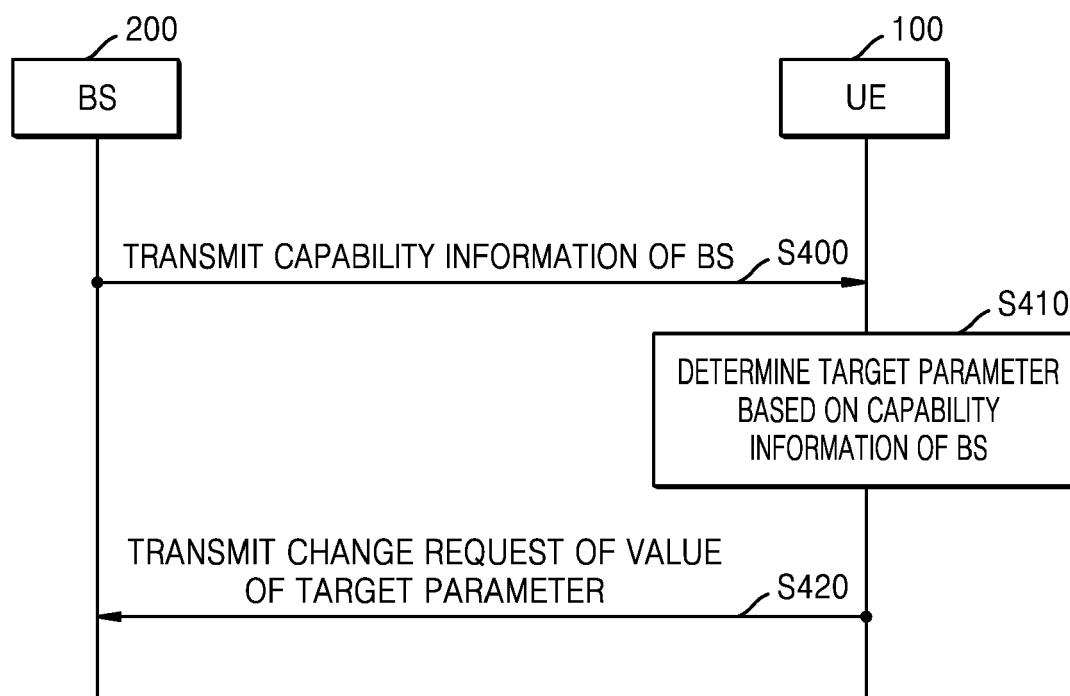 200
100
BS
UE
TRANSMIT CAPABILITY INFORMATION OF BS
S400
S410
DETERMINE TARGET PARAMETER
BASED ON CAPABILITY
INFORMATION OF BS
TRANSMIT CHANGE REQUEST OF VALUE
OF TARGET PARAMETER
S420